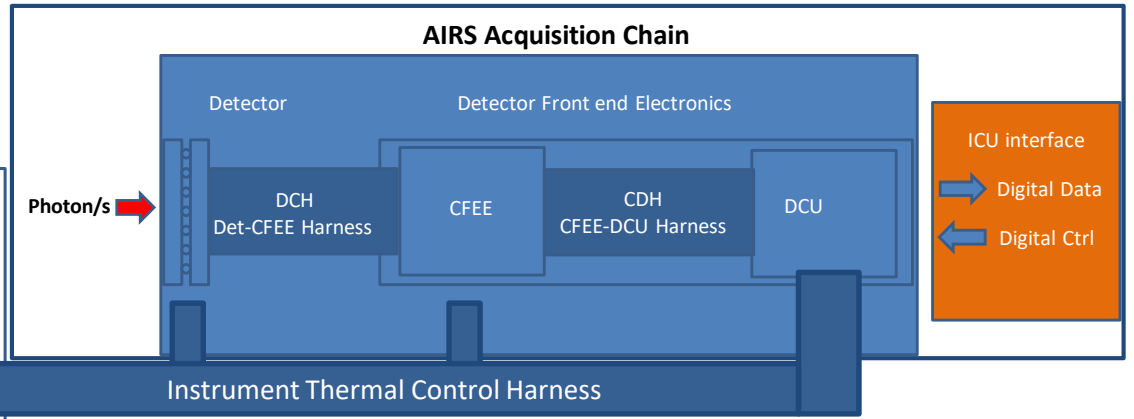 AIRS Acquisition Chain
Detector
Detector Front end Electronics
ICU interface
Photon/s
DCH
Det-CFEE Harness
CFEE
CDH
CFEE-DCU Harness
DCU
Digital Data
Digital Ctrl
Instrument Thermal Control Harness